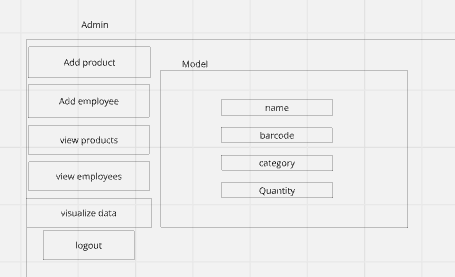 Admin
Add product
Add employee
view products
view employees
visualize data
logout
Model
name
barcode
category
Quantity